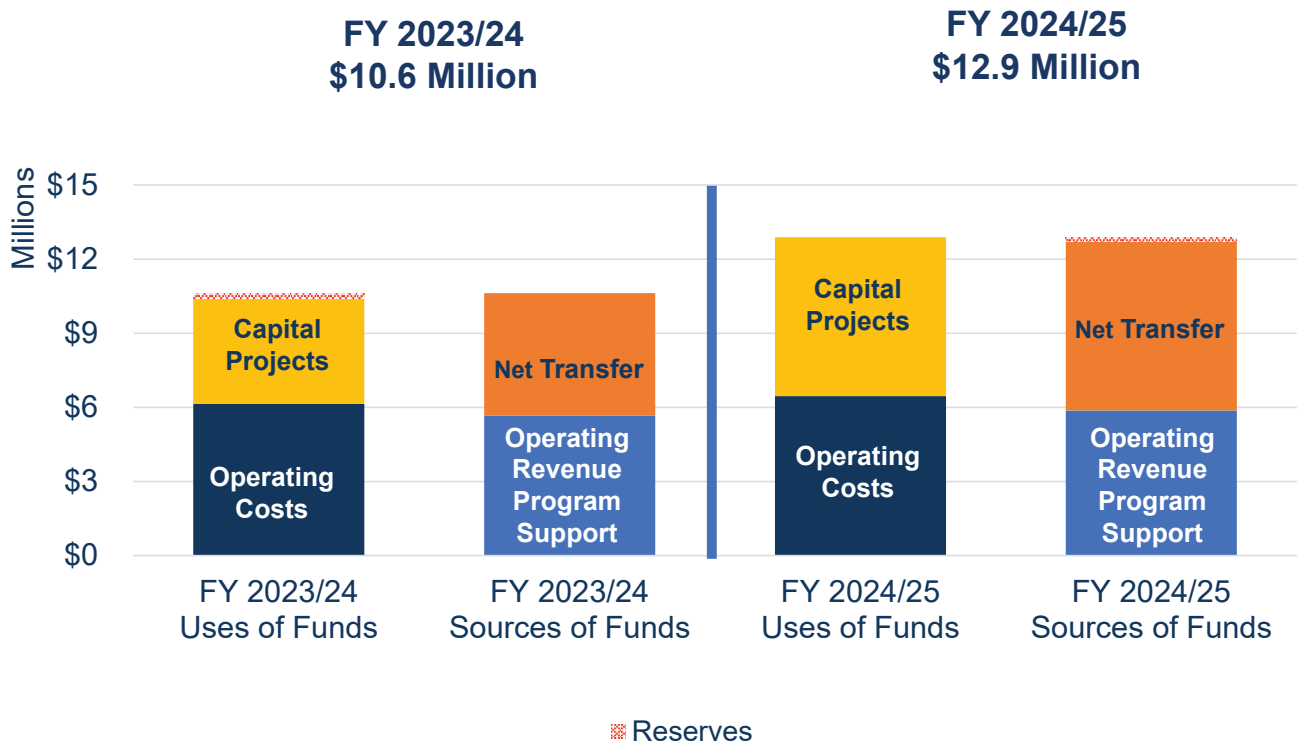 FY 2023/24
$10.6 Million
FY 2024/25
$12.9 Million
Millions
$15
$12
$9
$6
$3
$0
Capital
Projects
Operating
Costs
Net Transfer
Operating
Revenue
Program
Support
Capital
Projects
Operating
Costs
Net Transfer
Operating
Revenue
Program
Support
FY 2023/24
Uses of Funds
FY 2023/24
Sources of Funds
FY 2024/25
Uses of Funds
FY 2024/25
Sources of Funds
Reserves